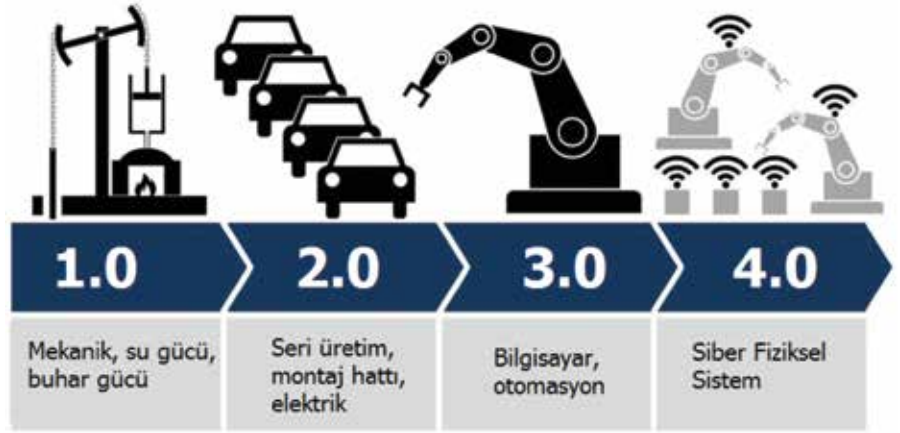 1.0
2.0
3.0
4.0
Mekanik, su gücü,
buhar gücü
Seri üretim,
montaj hattı,
elektrik
Bilgisayar,
otomasyon
Siber Fiziksel
Sistem